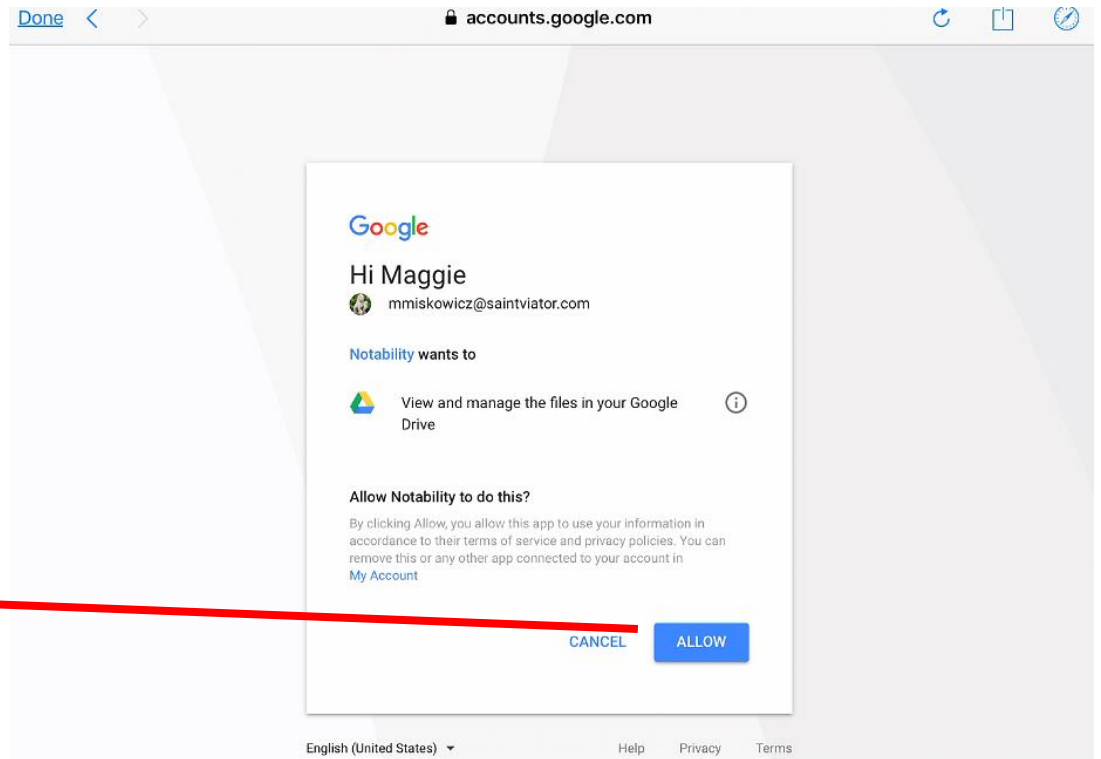 Done accounts.google.com
Google
Hi Maggie
mmiskowicz@saintviator.com
Notability wants to
View and manage the files in your Google
Drive
Allow Notability to do this?
By clicking Allow, you allow this app to use your information in
accordance to their terms of service and privacy policies. You can
remove this or any other app connected to your account in
My Account
CANCEL ALLOW
English (United States) Help Privacy Terms